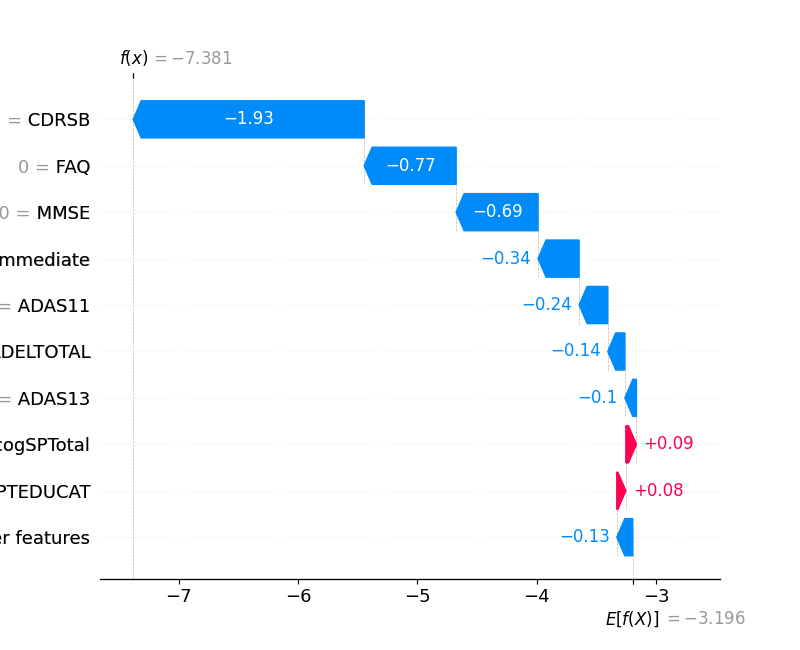 f(x) = −7.381
= CDRSB
−1.93
0 = FAQ
−0.77
0 = MMSE
−0.69
mmediate
−0.34
= ADAS11
−0.24
DELTOTAL
−0.14
= ADAS13
−0.1
cogSPTotal
+0.09
PTEDUCAT
+0.08
er features
−0.13
−7 −6 −5 −4 −3
E[f(X)] = −3.196